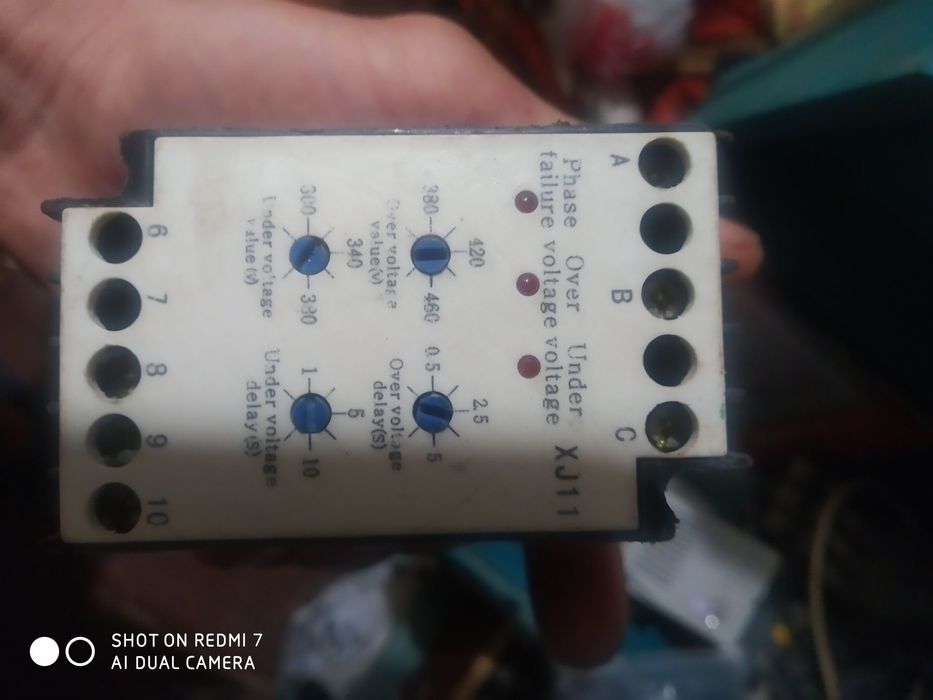 A B C
Phase Over Under
failure voltage voltage
XJ11
420 2.5
380 460 0.5 5
Over voltage Over voltage
value(V) delay(S)
340 5
300 380 1 10
Under voltage Under voltage
value(V) delay(S)
6 7 8 9 10
SHOT ON REDMI 7
AI DUAL CAMERA